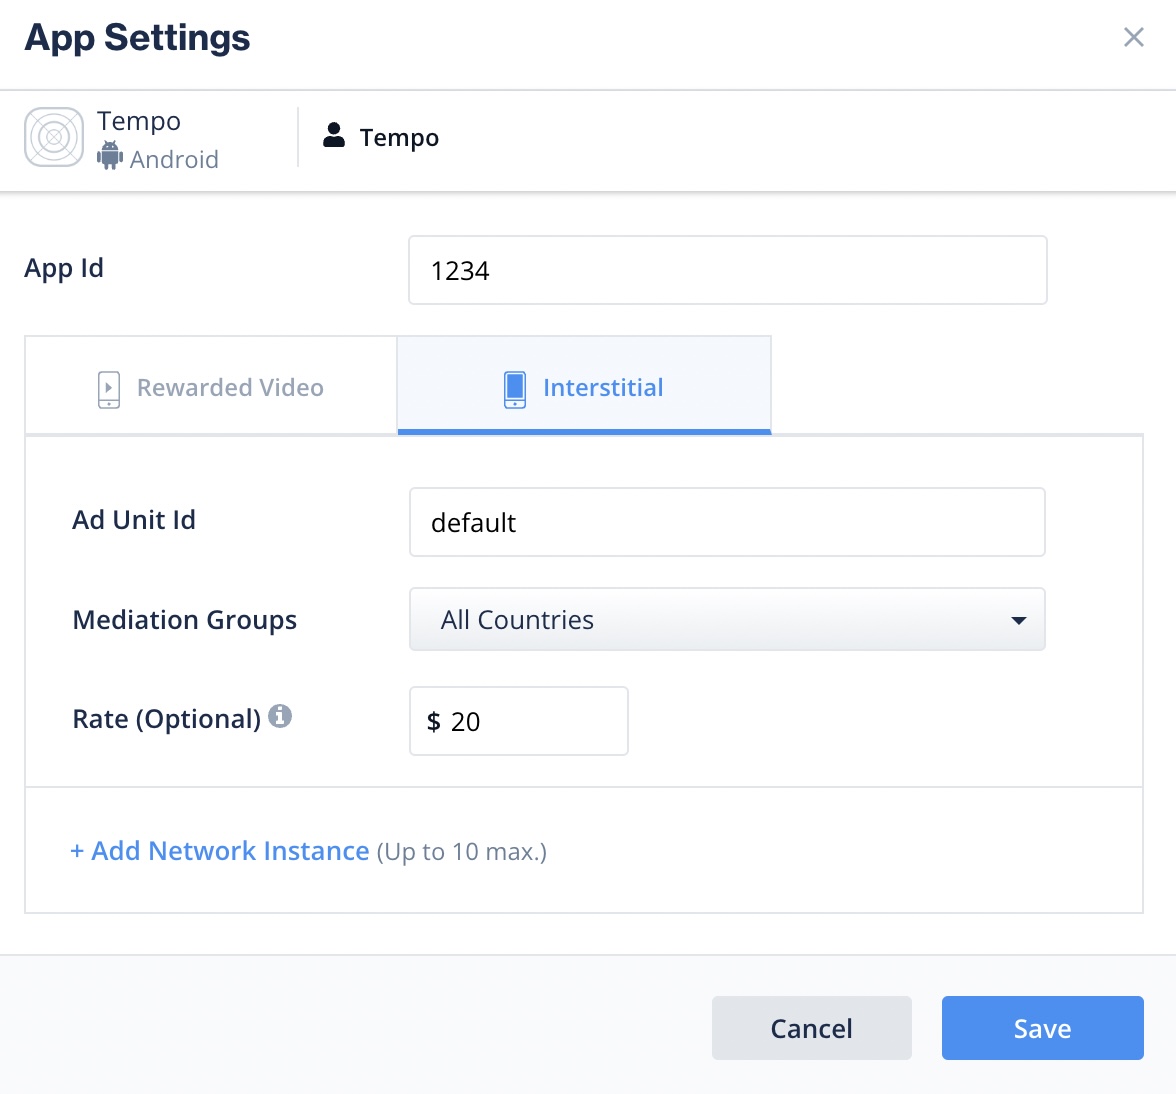 App Settings
Tempo
Android
Tempo
App Id
1234
Rewarded Video
Interstitial
Ad Unit Id
default
Mediation Groups
All Countries
Rate (Optional)
$ 20
+ Add Network Instance (Up to 10 max.)
Cancel
Save